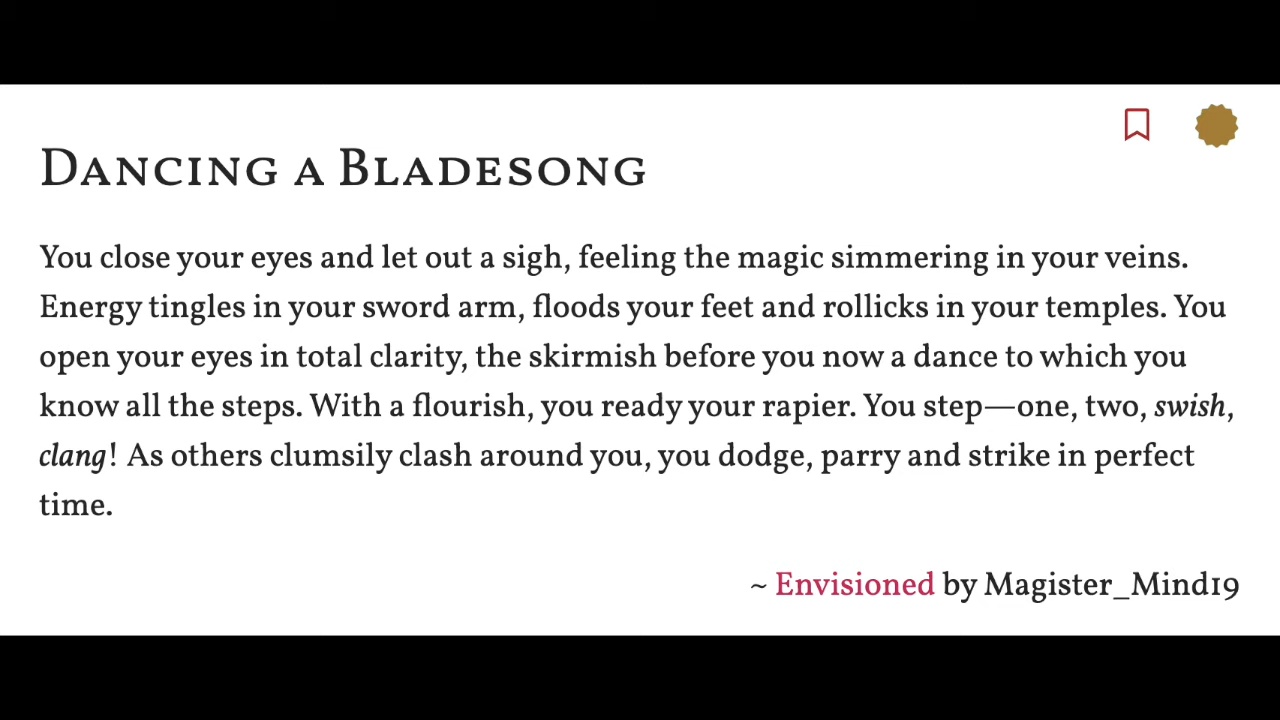 Dancing a Bladesong
You close your eyes and let out a sigh, feeling the magic simmering in your veins.
Energy tingles in your sword arm, floods your feet and rollicks in your temples. You
open your eyes in total clarity, the skirmish before you now a dance to which you
know all the steps. With a flourish, you ready your rapier. You step—one, two, swish,
clang! As others clumsily clash around you, you dodge, parry and strike in perfect
time.
~ Envisioned by Magister_Mind19